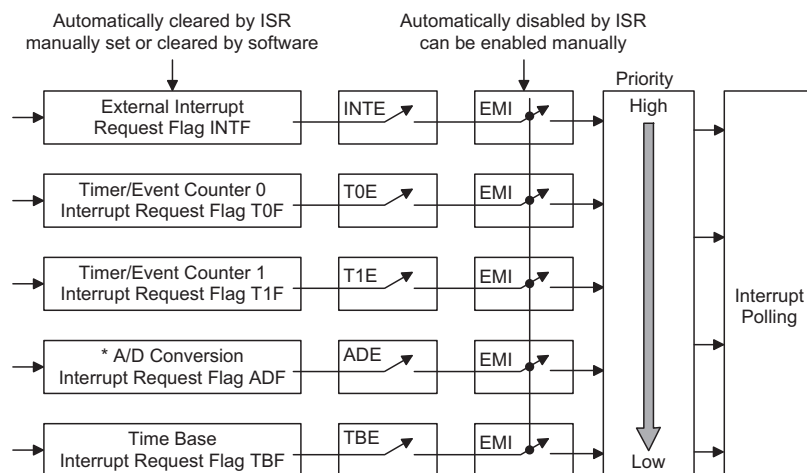 Automatically cleared by ISR
manually set or cleared by software
Automatically disabled by ISR
can be enabled manually
Priority
External Interrupt
Request Flag INTF
INTE
EMI
High
Timer/Event Counter 0
Interrupt Request Flag T0F
T0E
EMI
Timer/Event Counter 1
Interrupt Request Flag T1F
T1E
EMI
Interrupt
Polling
* A/D Conversion
Interrupt Request Flag ADF
ADE
EMI
Time Base
Interrupt Request Flag TBF
TBE
EMI
Low